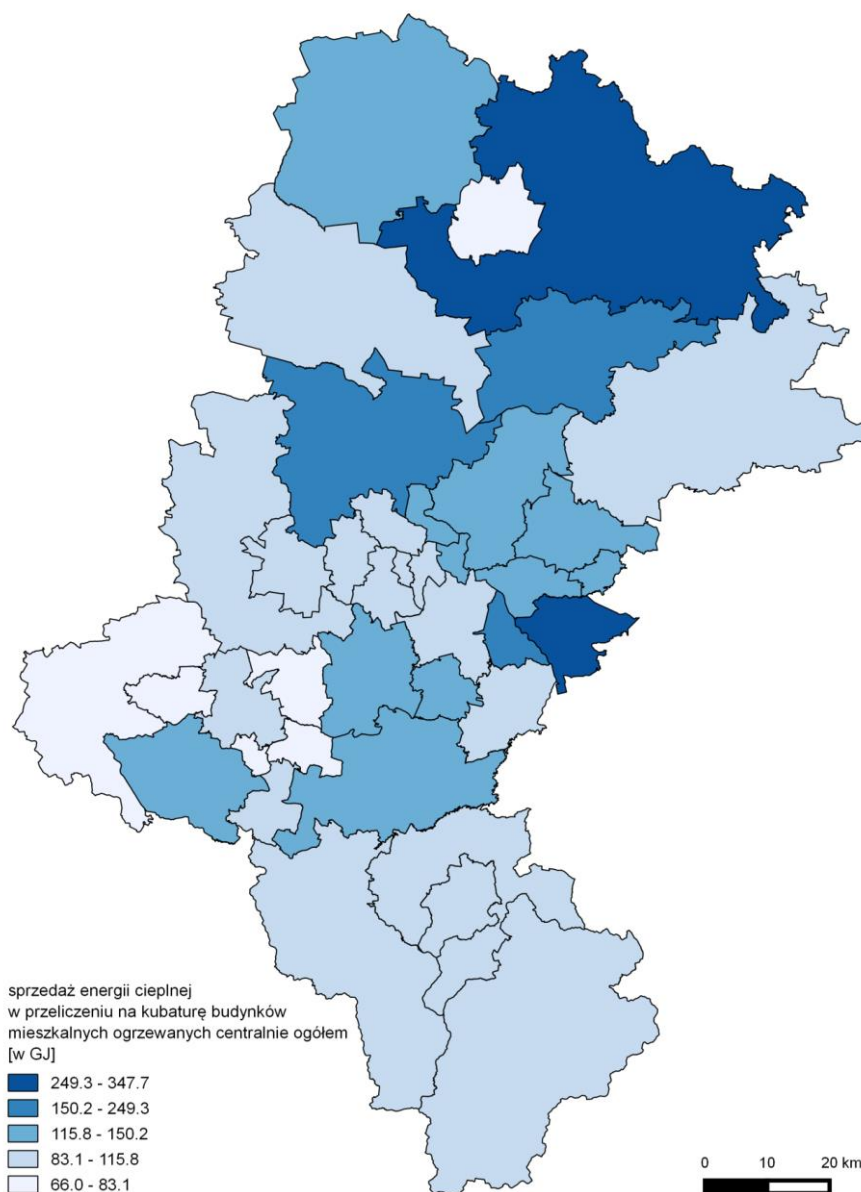 sprzedaż energii cieplnej
w przeliczeniu na kubaturę budynków
mieszkalnych ogrzewanych centralnie ogółem
[w GJ]
249.3 - 347.7
150.2 - 249.3
115.8 - 150.2
83.1 - 115.8
66.0 - 83.1
0 10 20 km